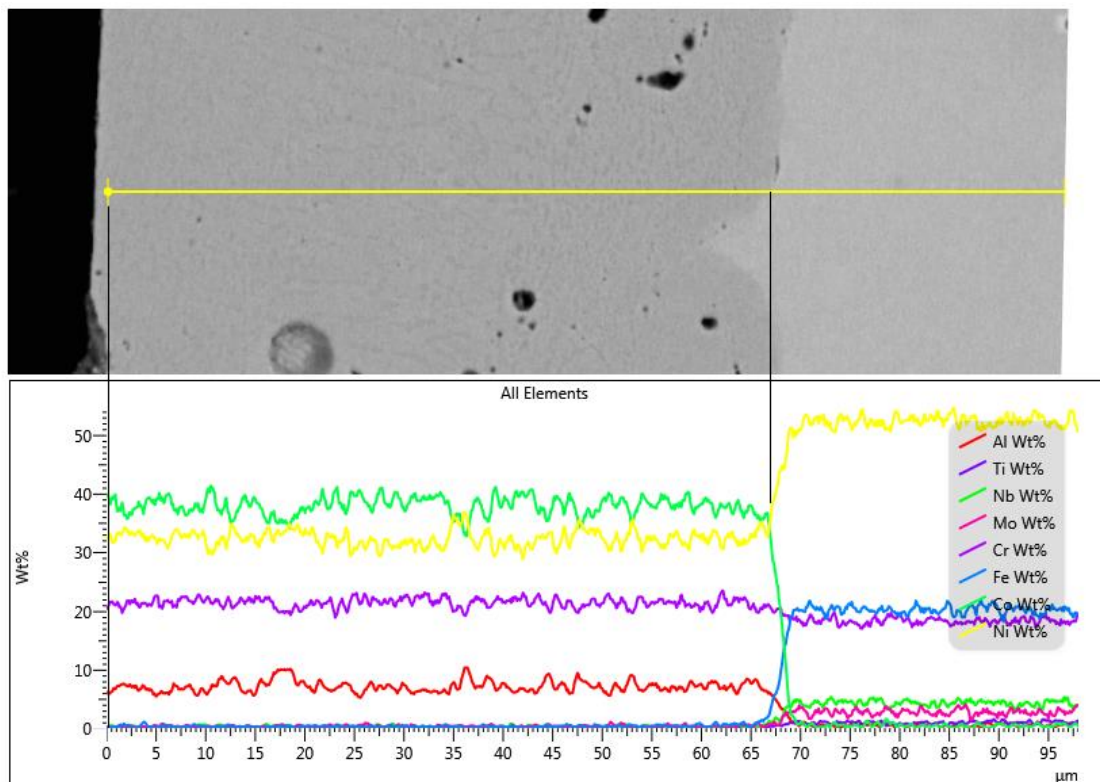 All Elements
Wt%
50
40
30
20
10
0
Al Wt%
Ti Wt%
Nb Wt%
Mo Wt%
Cr Wt%
Fe Wt%
Co Wt%
Ni Wt%
0 5 10 15 20 25 30 35 40 45 50 55 60 65 70 75 80 85 90 95
µm